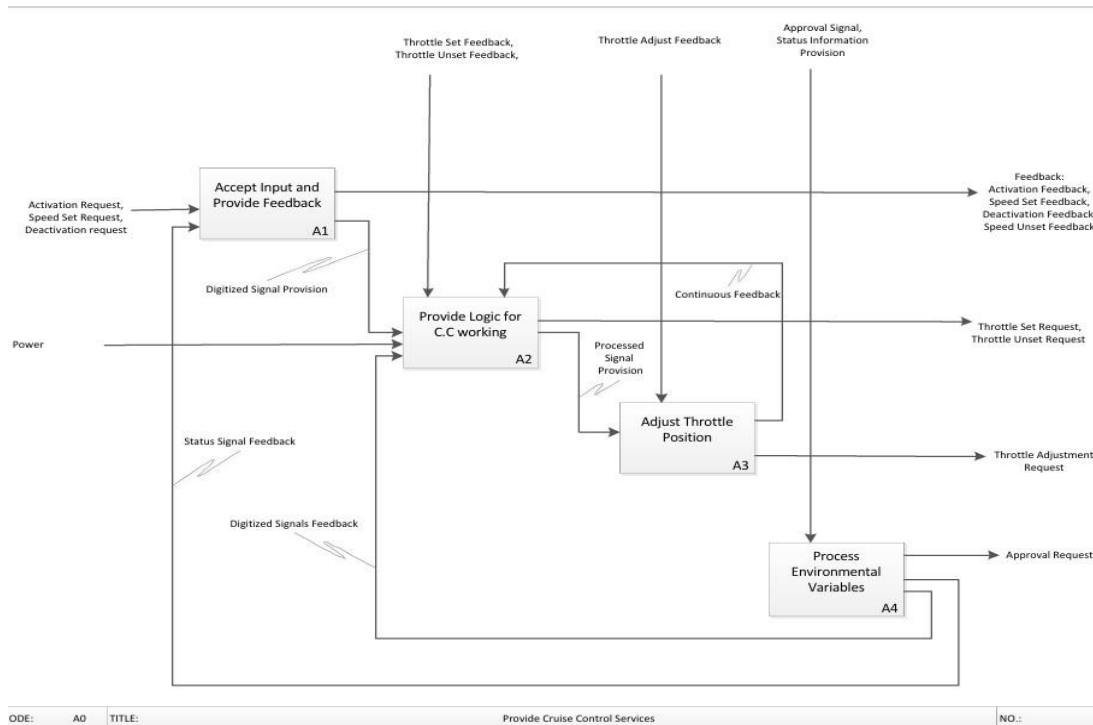 Throttle Set Feedback,
Throttle Unset Feedback,
Throttle Adjust Feedback
Approval Signal,
Status Information
Provision
Accept Input and
Provide Feedback
A1
Activation Request,
Speed Set Request,
Deactivation request
Feedback:
Activation Feedback,
Speed Set Feedback,
Deactivation Feedback
Speed Unset Feedback
Digitized Signal Provision
Continuous Feedback
Provide Logic for
C.C working
A2
Power
Throttle Set Request,
Throttle Unset Request
Processed
Signal
Provision
Adjust Throttle
Position
A3
Status Signal Feedback
Throttle Adjustment
Request
Digitized Signals Feedback
Process
Environmental
Variables
A4
Approval Request
ODE: A0 TITLE: Provide Cruise Control Services NO.: